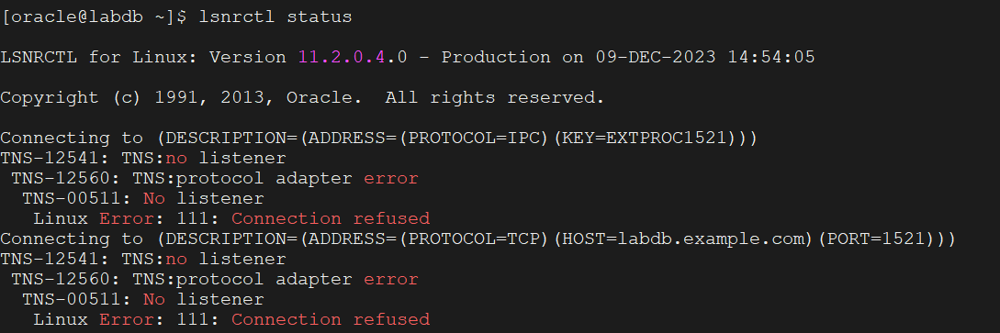 [oracle@labdb ~]$ lsnrctl status
LSNRCTL for Linux: Version 11.2.0.4.0 - Production on 09-DEC-2023 14:54:05
Copyright (c) 1991, 2013, Oracle.  All rights reserved.
Connecting to (DESCRIPTION=(ADDRESS=(PROTOCOL=IPC)(KEY=EXTPROC1521)))
TNS-12541: TNS:no listener
 TNS-12560: TNS:protocol adapter error
  TNS-00511: No listener
   Linux Error: 111: Connection refused
Connecting to (DESCRIPTION=(ADDRESS=(PROTOCOL=TCP)(HOST=labdb.example.com)(PORT=1521)))
TNS-12541: TNS:no listener
 TNS-12560: TNS:protocol adapter error
  TNS-00511: No listener
   Linux Error: 111: Connection refused